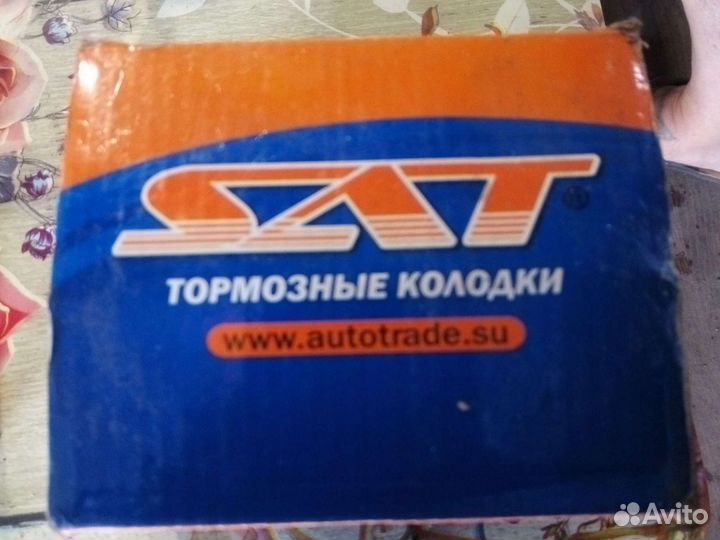 SAT ®
ТОРМОЗНЫЕ КОЛОДКИ
www.autotrade.su
Avito